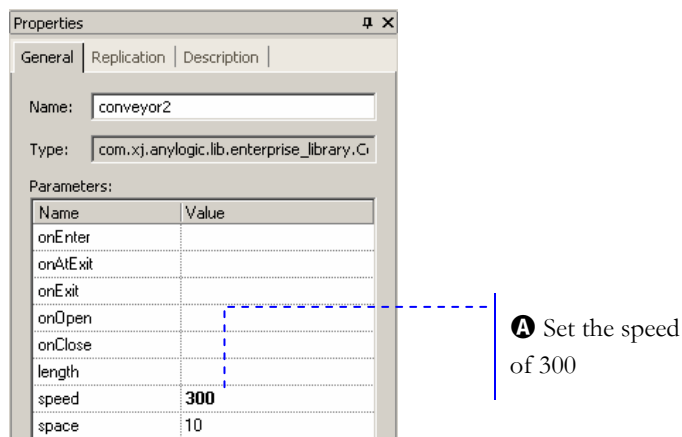 Properties
General Replication Description
Name: conveyor2
Type: com.xj.anylogic.lib.enterprise_library.
Parameters:
Name Value
onEnter
onAtExit
onExit
onOpen
onClose
length
speed 300
space 10
A Set the speed
of 300